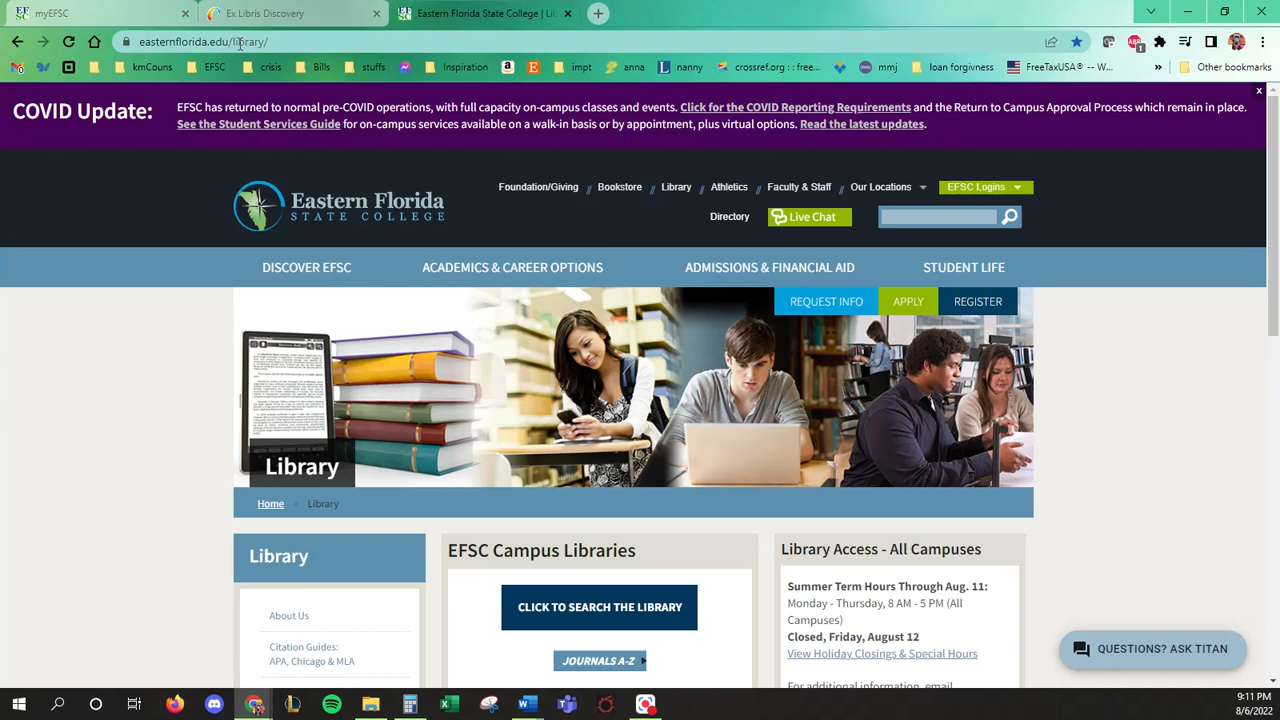 myEFSC
Ex Libris Discovery
Eastern Florida State College | Lib
easternflorida.edu/library/
kmCouns
EFSC
crisis
Bills
stuffs
Inspiration
impt
anna
nanny
crossref.org : : free...
mmj
loan forgivness
FreeTaxUSA® -- W...
Other bookmarks
COVID Update:
EFSC has returned to normal pre-COVID operations, with full capacity on-campus classes and events. Click for the COVID Reporting Requirements and the Return to Campus Approval Process which remain in place.
See the Student Services Guide for on-campus services available on a walk-in basis or by appointment, plus virtual options. Read the latest updates.
Eastern Florida
STATE COLLEGE
Foundation/Giving // Bookstore // Library // Athletics // Faculty & Staff // Our Locations
EFSC Logins
Directory
Live Chat
DISCOVER EFSC
ACADEMICS & CAREER OPTIONS
ADMISSIONS & FINANCIAL AID
STUDENT LIFE
REQUEST INFO
APPLY
REGISTER
Library
Home
Library
Library
About Us
Citation Guides:
APA, Chicago & MLA
EFSC Campus Libraries
CLICK TO SEARCH THE LIBRARY
JOURNALS A-Z
Library Access - All Campuses
Summer Term Hours Through Aug. 11:
Monday - Thursday, 8 AM - 5 PM (All
Campuses)
Closed, Friday, August 12
View Holiday Closings & Special Hours
For additional information, email
QUESTIONS? ASK TITAN
9:11 PM
8/6/2022